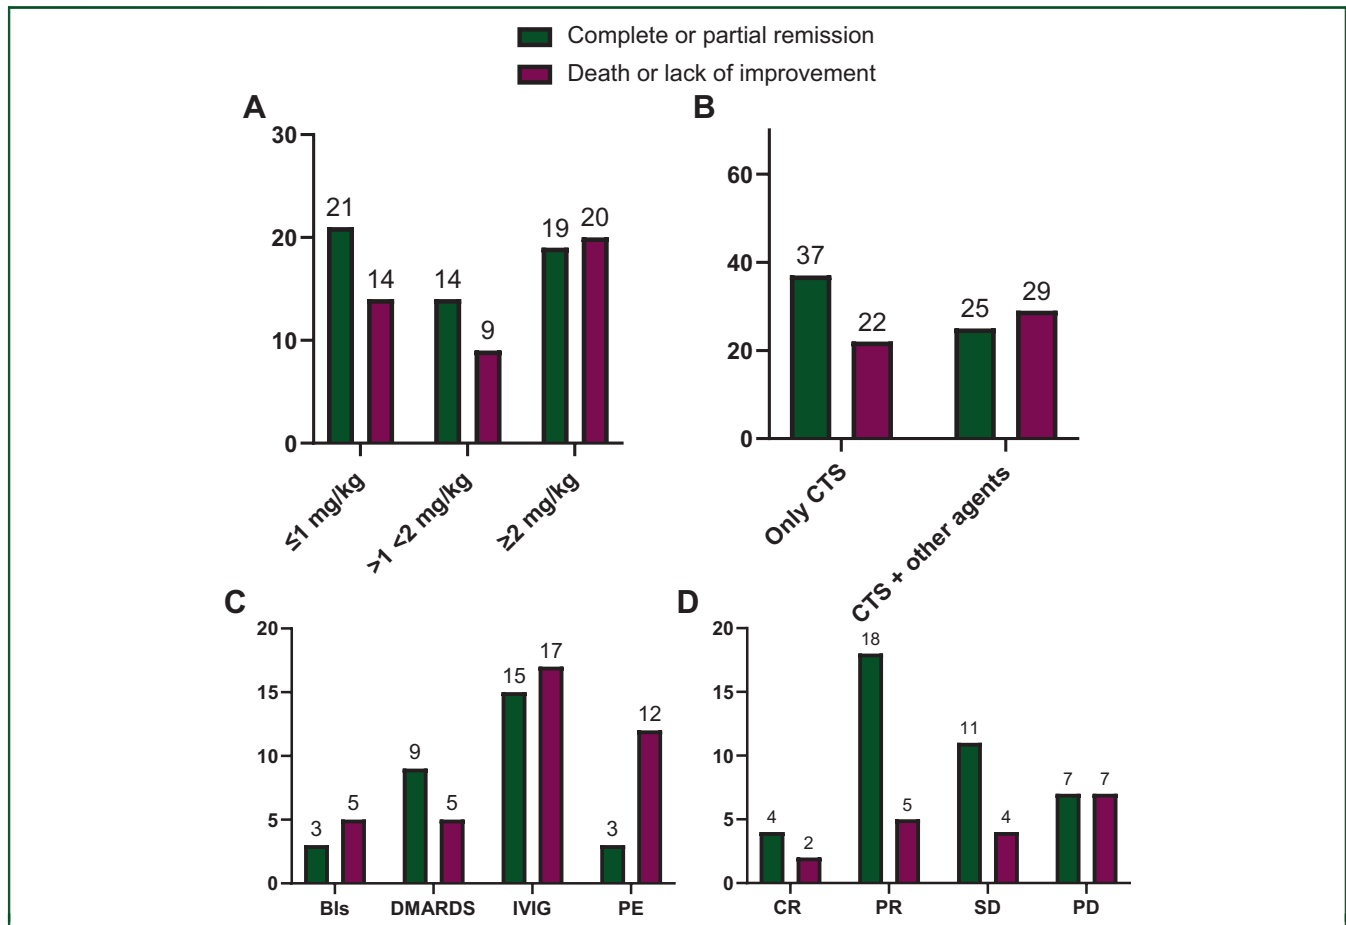 Complete or partial remission
Death or lack of improvement
A
30
20
10
0
21
14
14
9
19
20
≤1 mg/kg
>1 <2 mg/kg
≥2 mg/kg
B
60
40
20
0
37
22
25
29
Only CTS
CTS + other agents
C
20
15
10
5
0
3
5
9
5
15
17
3
12
BIs
DMARDS
IVIG
PE
D
20
15
10
5
0
4
2
18
5
11
4
7
7
CR
PR
SD
PD